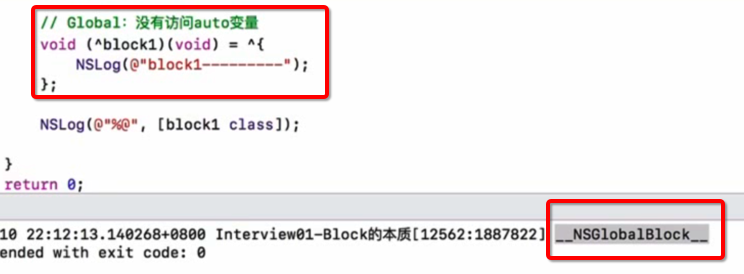 // Global：没有访问auto变量
void (^block1)(void) = ^{
NSLog(@"block1---------");
};
NSLog(@"%@", [block1 class]);
}
return 0;
10 22:12:13.140268+0800 Interview01-Block的本质[12562:1887822] __NSGlobalBlock__
ended with exit code: 0